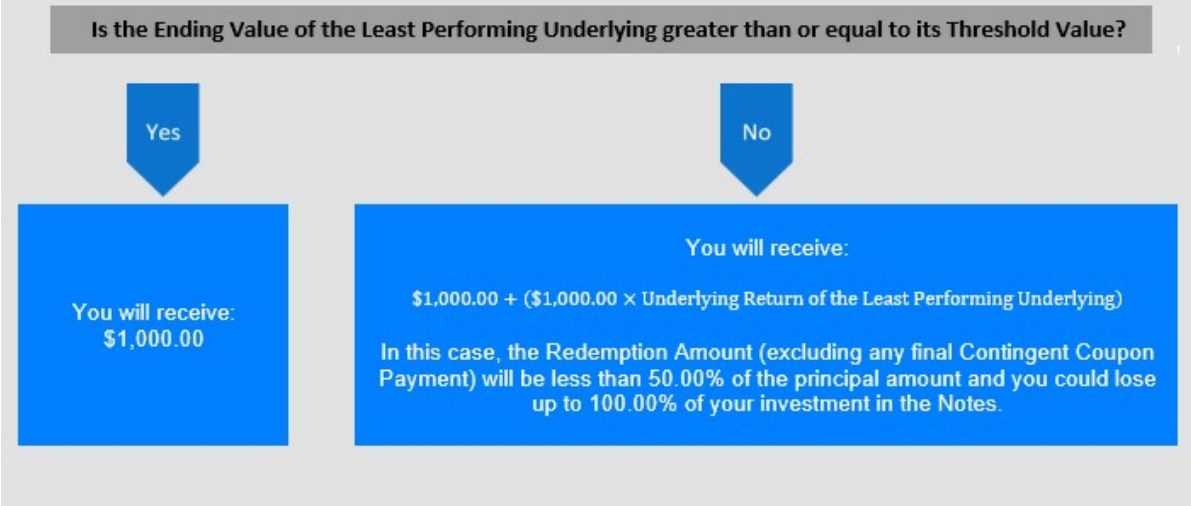 Is the Ending Value of the Least Performing Underlying greater than or equal to its Threshold Value?
Yes
No
You will receive:
$1,000.00
You will receive:
$1,000.00 + ($1,000.00 × Underlying Return of the Least Performing Underlying)
In this case, the Redemption Amount (excluding any final Contingent Coupon
Payment) will be less than 50.00% of the principal amount and you could lose
up to 100.00% of your investment in the Notes.